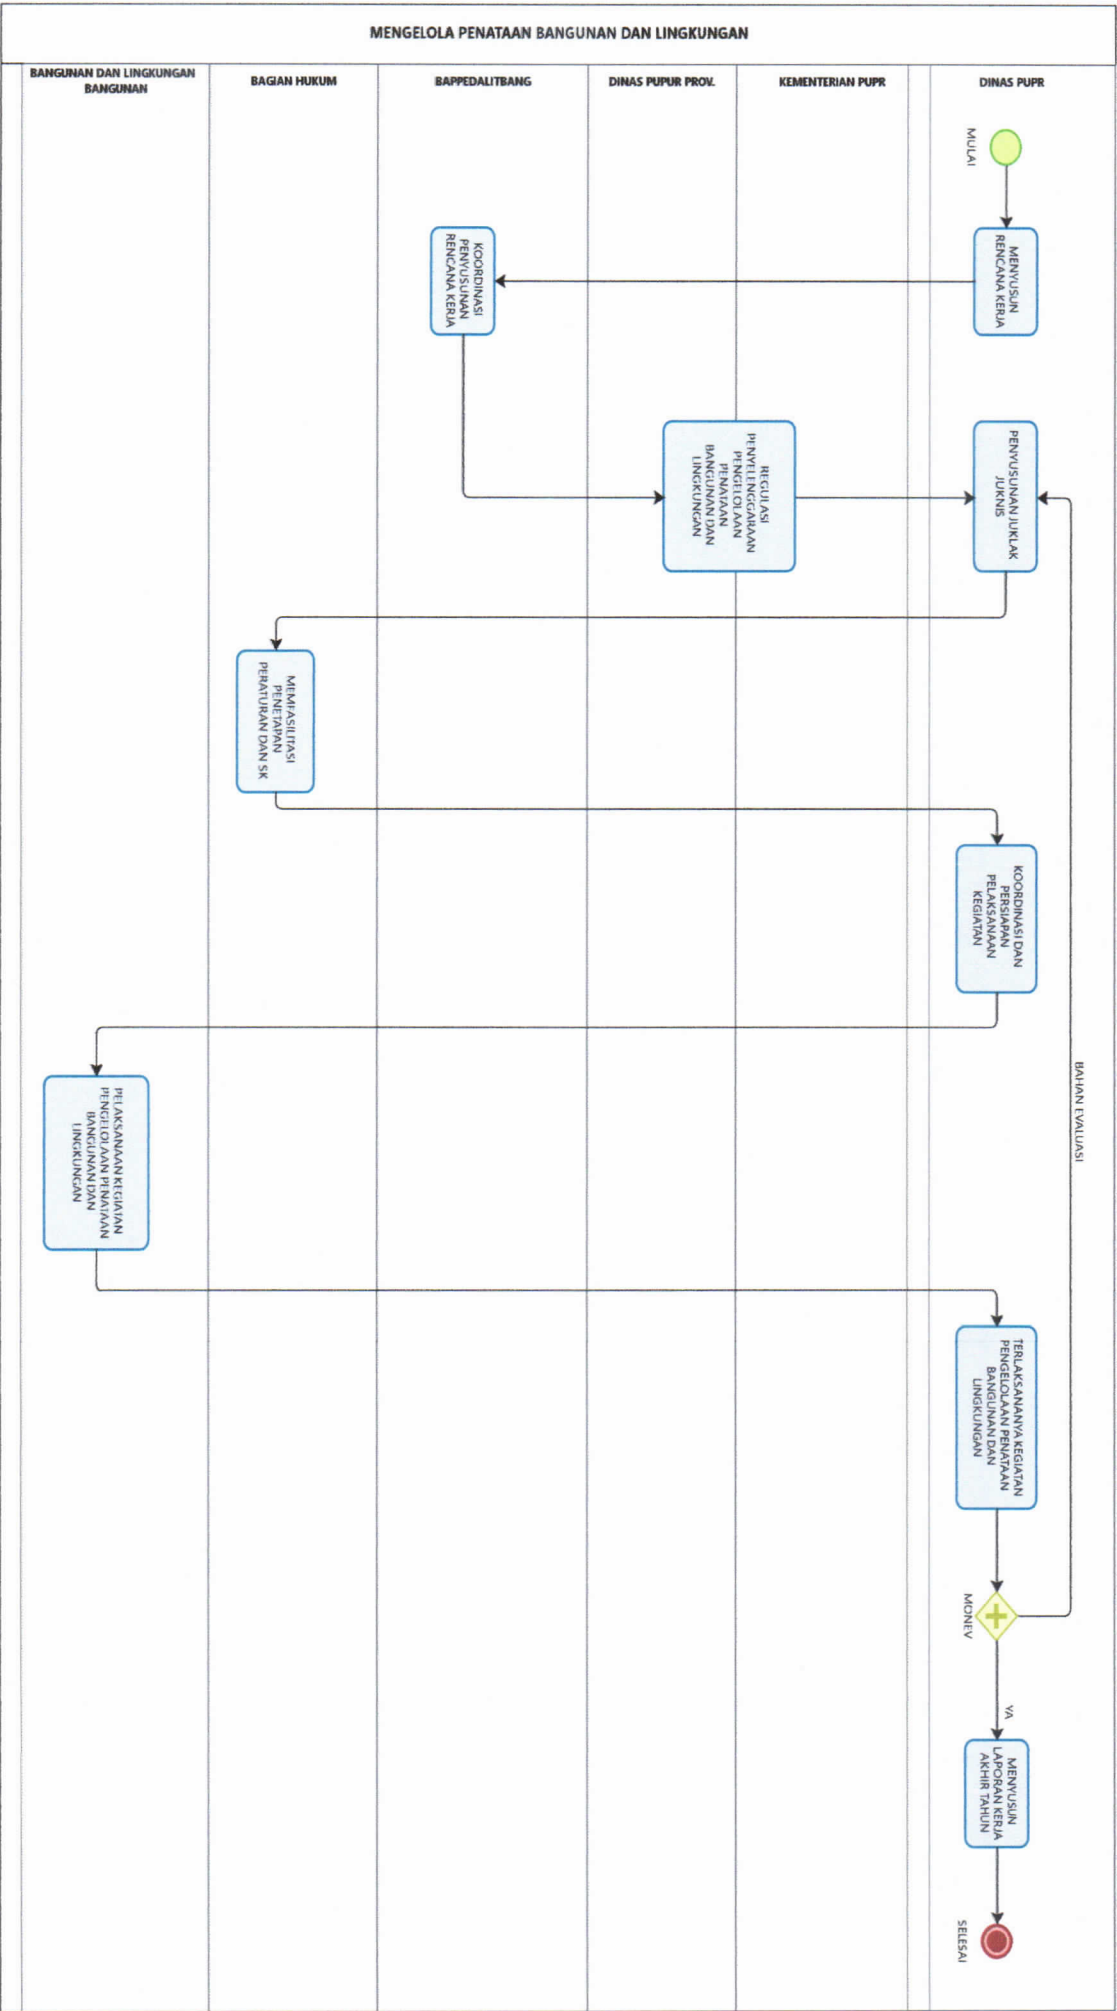 MENGELOLA PENATAAN BANGUNAN DAN LINGKUNGAN
BANGUNAN DAN LINGKUNGAN
BANGUNAN
BAGIAN HUKUM
BAPPEDALITBANG
DINAS PUPUR PROV.
KEMENTERIAN PUPR
DINAS PUPR
MULAI
MENYUSUN
RENCANA KERJA
KOORDINASI
PENYUSUNAN
RENCANA KERJA
REGULASI
PENYELENGGARAAN
PENGELOLAAN
PENATAAN
BANGUNAN DAN
LINGKUNGAN
PENYUSUNAN JUKLAK
JUKNIS
MEMFASILITASI
PENETAPAN
PERATURAN DAN SK
KOORDINASI DAN
PERSIAPAN
PELAKSANAAN
KEGIATAN
PELAKSANAAN KEGIATAN
PENGELOLAAN PENATAAN
BANGUNAN DAN
LINGKUNGAN
TERLAKSANANYA KEGIATAN
PENGELOLAAN PENATAAN
BANGUNAN DAN
LINGKUNGAN
MONEV
BAHAN EVALUASI
YA
MENYUSUN
LAPORAN KERJA
AKHIR TAHUN
SELESAI